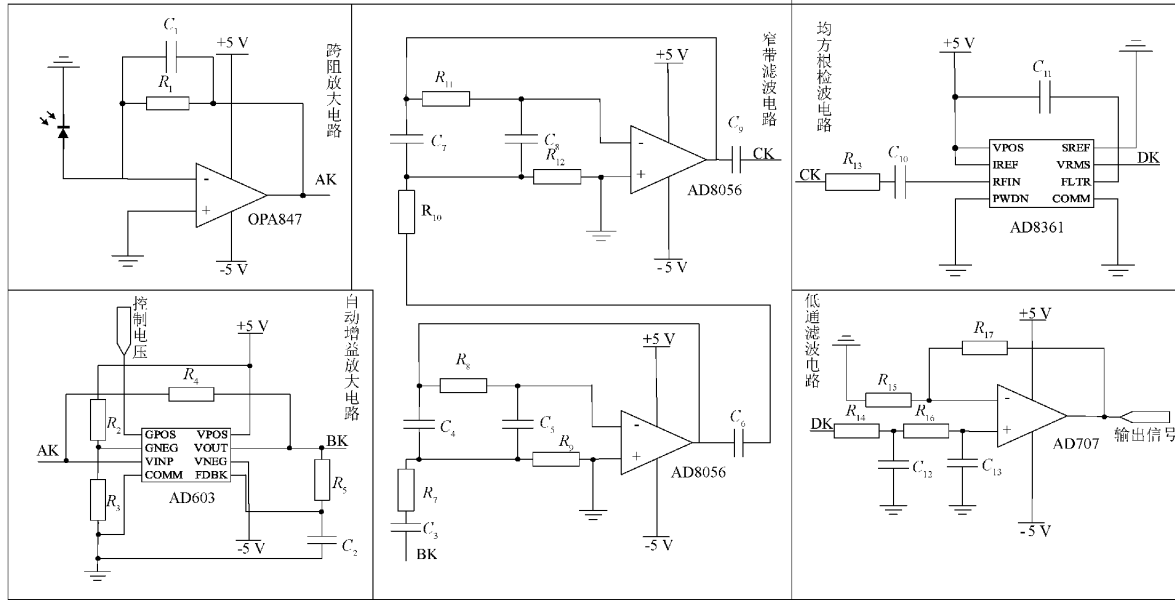 C₁
+5 V
R₁
跨阻放大电路
-
+
AK
OPA847
-5 V
+5 V
窄带滤波电路
R₁₁
C₇
C₈
R₁₂
-
+
C₉
CK
AD8056
R₁₀
-5 V
均方根检波电路
+5 V
C₁₁
CK
R₁₃
C₁₀
VPOS SREF
IREF VRMS
RFIN FLTR
PWDN COMM
DK
AD8361
控制电压
自动增益放大电路
+5 V
R₄
R₂
AK
GPOS VPOS
GNEG VOUT
VINP VNEG
COMM FDBK
BK
R₃
AD603
R₅
-5 V
C₂
+5 V
R₈
C₄
C₅
R₉
-
+
C₆
AD8056
R₇
C₃
BK
-5 V
低通滤波电路
+5 V
R₁₇
R₁₅
R₁₄
R₁₆
DK
-
+
AD707
输出信号
C₁₂
C₁₃
-5 V